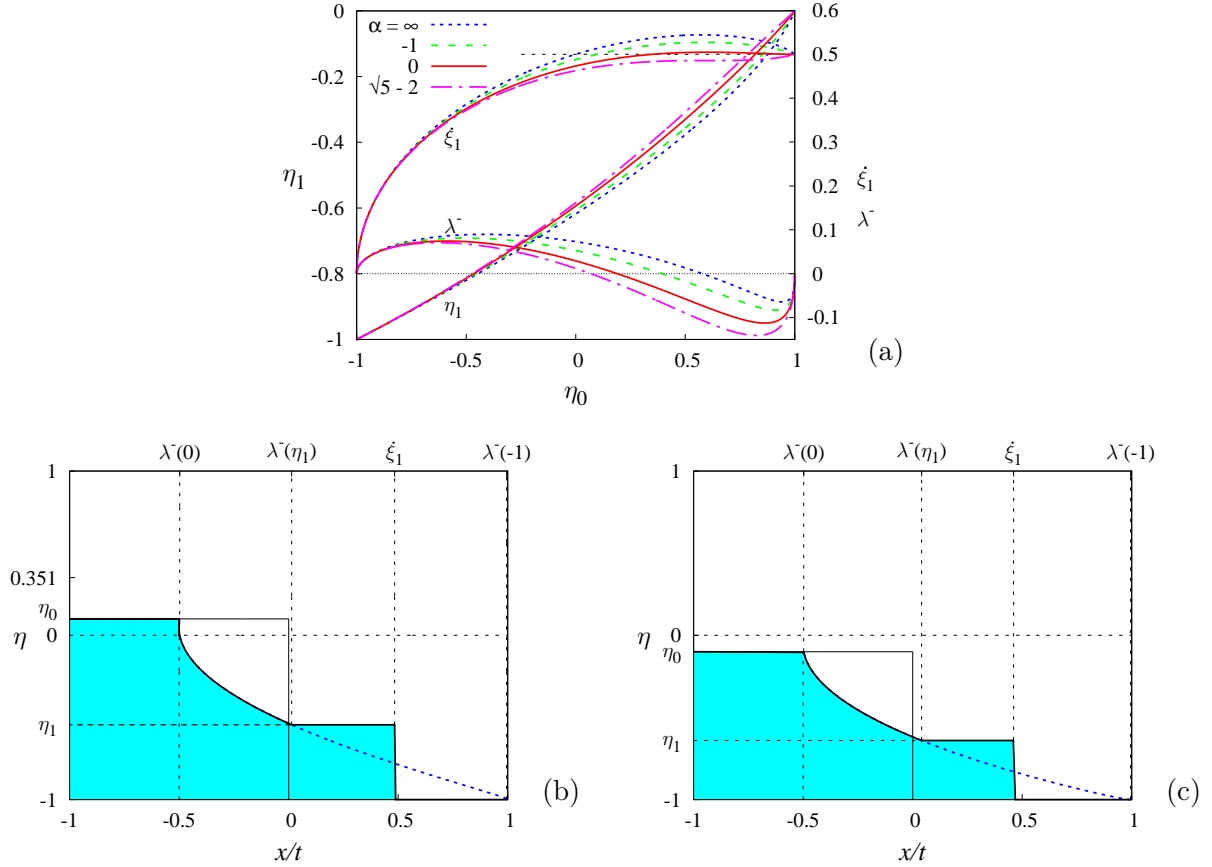 0 0.6
α = ∞
-1
0
√5 - 2
0.5
-0.2
0.4
-0.4
ξ̇₁
0.3
η₁
0.2
ξ̇₁
-0.6
λ⁻
0.1
λ⁻
-0.8
0
η₁
-0.1
-1
-1 -0.5 0 0.5 1
(a)
η₀
λ⁻(0) λ⁻(η₁) ξ̇₁ λ⁻(-1)
1
0.351
η₀
η 0
η₁
-1
-1 -0.5 0 0.5 1
x/t
(b)
λ⁻(0) λ⁻(η₁) ξ̇₁ λ⁻(-1)
1
η 0
η₀
η₁
-1
-1 -0.5 0 0.5 1
x/t
(c)